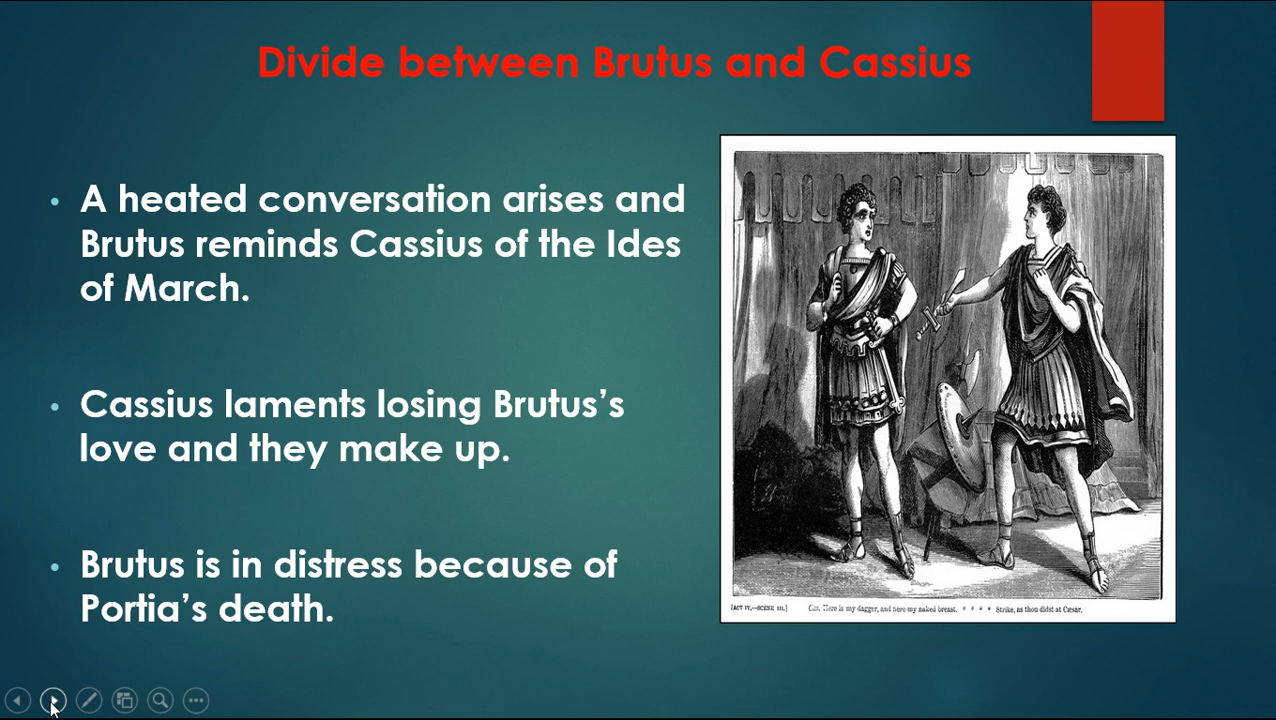 Divide between Brutus and Cassius
• A heated conversation arises and
Brutus reminds Cassius of the Ides
of March.
• Cassius laments losing Brutus’s
love and they make up.
• Brutus is in distress because of
Portia’s death.
[ACT IV.—SCENE III.] Cas. There is my dagger, and here my naked breast. * * * * Strike, as thou didst at Cæsar.